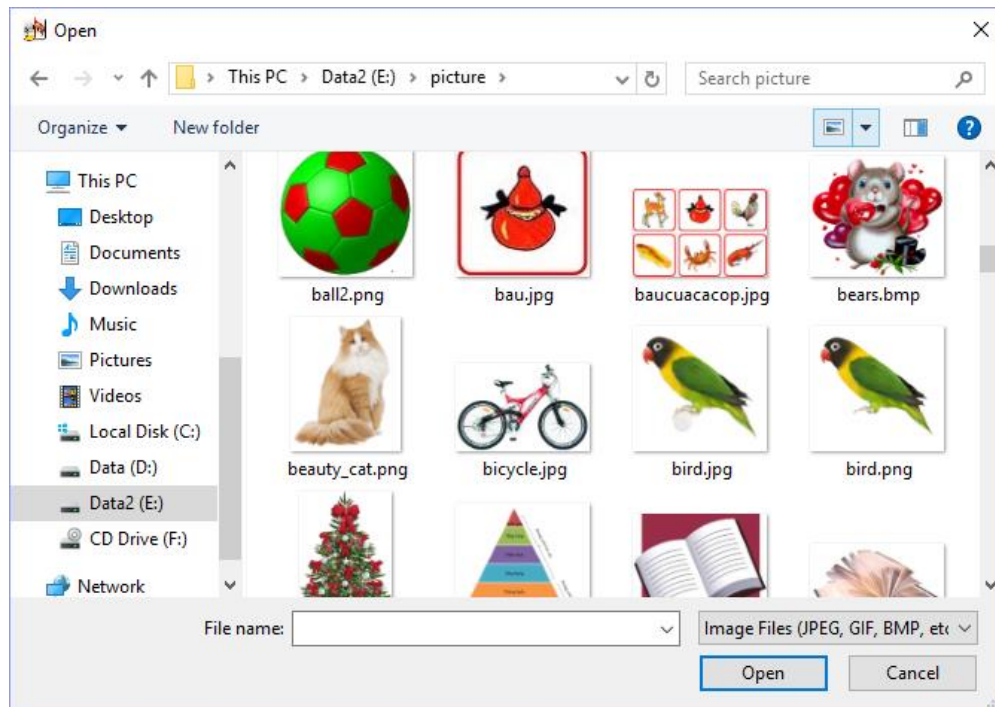 Open
This PC > Data2 (E:) > picture >
Search picture
Organize
New folder
This PC
Desktop
Documents
Downloads
Music
Pictures
Videos
Local Disk (C:)
Data (D:)
Data2 (E:)
CD Drive (F:)
Network
ball2.png
bau.jpg
baucuacacop.jpg
bears.bmp
beauty_cat.png
bicycle.jpg
bird.jpg
bird.png
File name:
Image Files (JPEG, GIF, BMP, etc
Open
Cancel